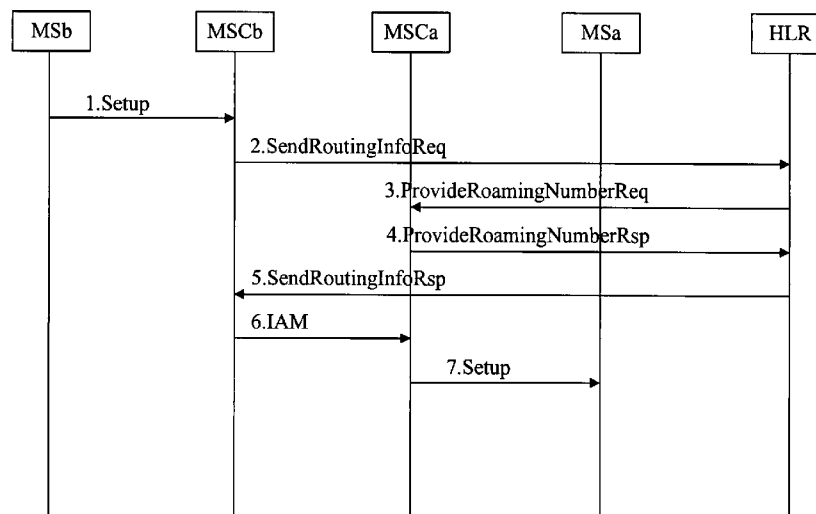 MSb MSCb MSCa MSa HLR
1.Setup
2.SendRoutingInfoReq
3.ProvideRoamingNumberReq
4.ProvideRoamingNumberRsp
5.SendRoutingInfoRsp
6.IAM
7.Setup